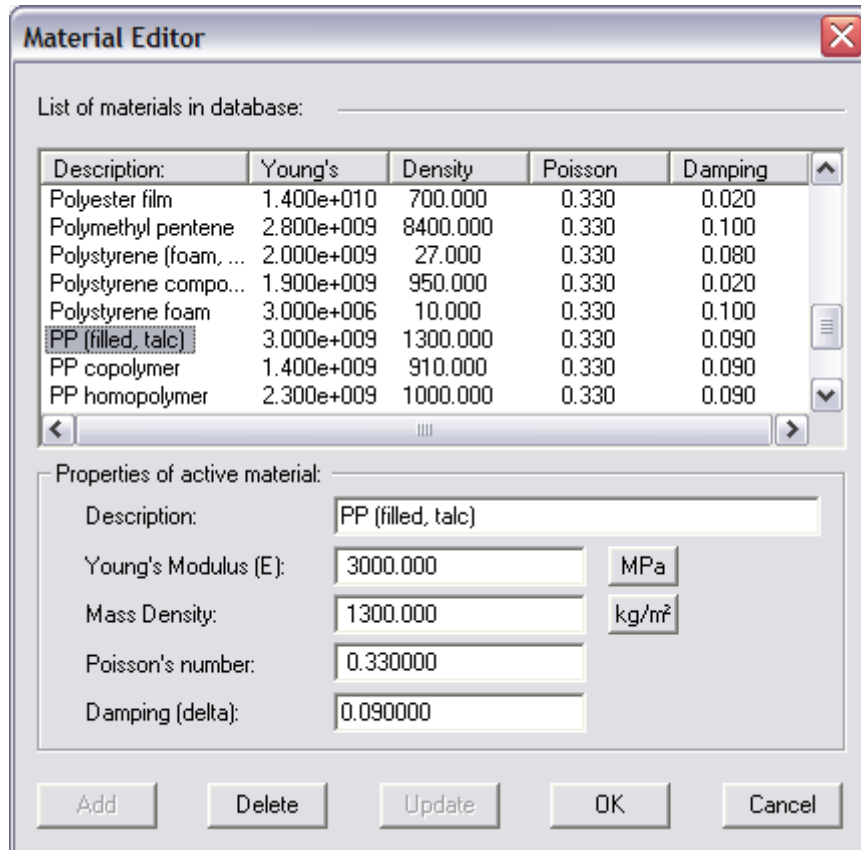 Material Editor
List of materials in database:
Description: Young's Density Poisson Damping
Polyester film 1.400e+010 700.000 0.330 0.020
Polymethyl pentene 2.800e+009 8400.000 0.330 0.100
Polystyrene (foam, ... 2.000e+009 27.000 0.330 0.080
Polystyrene compo... 1.900e+009 950.000 0.330 0.020
Polystyrene foam 3.000e+006 10.000 0.330 0.100
PP (filled, talc) 3.000e+009 1300.000 0.330 0.090
PP copolymer 1.400e+009 910.000 0.330 0.090
PP homopolymer 2.300e+009 1000.000 0.330 0.090
Properties of active material:
Description: PP (filled, talc)
Young's Modulus (E): 3000.000 MPa
Mass Density: 1300.000 kg/m²
Poisson's number: 0.330000
Damping (delta): 0.090000
Add Delete Update OK Cancel